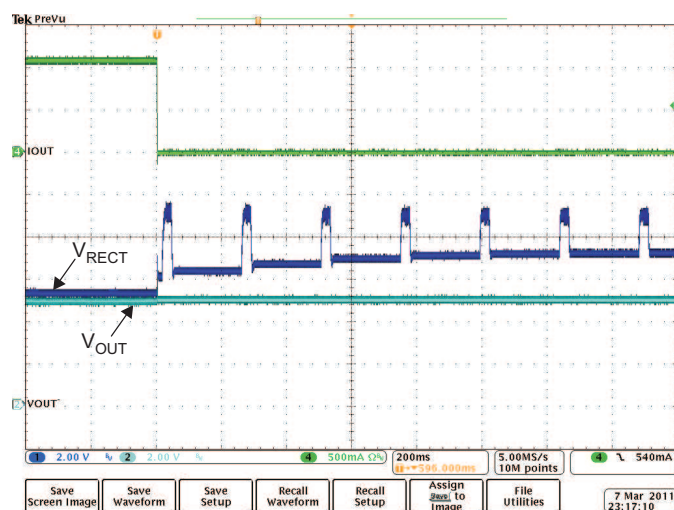 Tek PreVu
T
4 IOUT
VRECT
VOUT
2 VOUT
1 2.00 V 2 2.00 V 4 500mA Ω 200ms 5.00MS/s 4 540mA
596.000ms 10M points
Save Screen Image
Save Waveform
Save Setup
Recall Waveform
Recall Setup
Assign Save to Image
File Utilities
7 Mar 2011
23:17:10